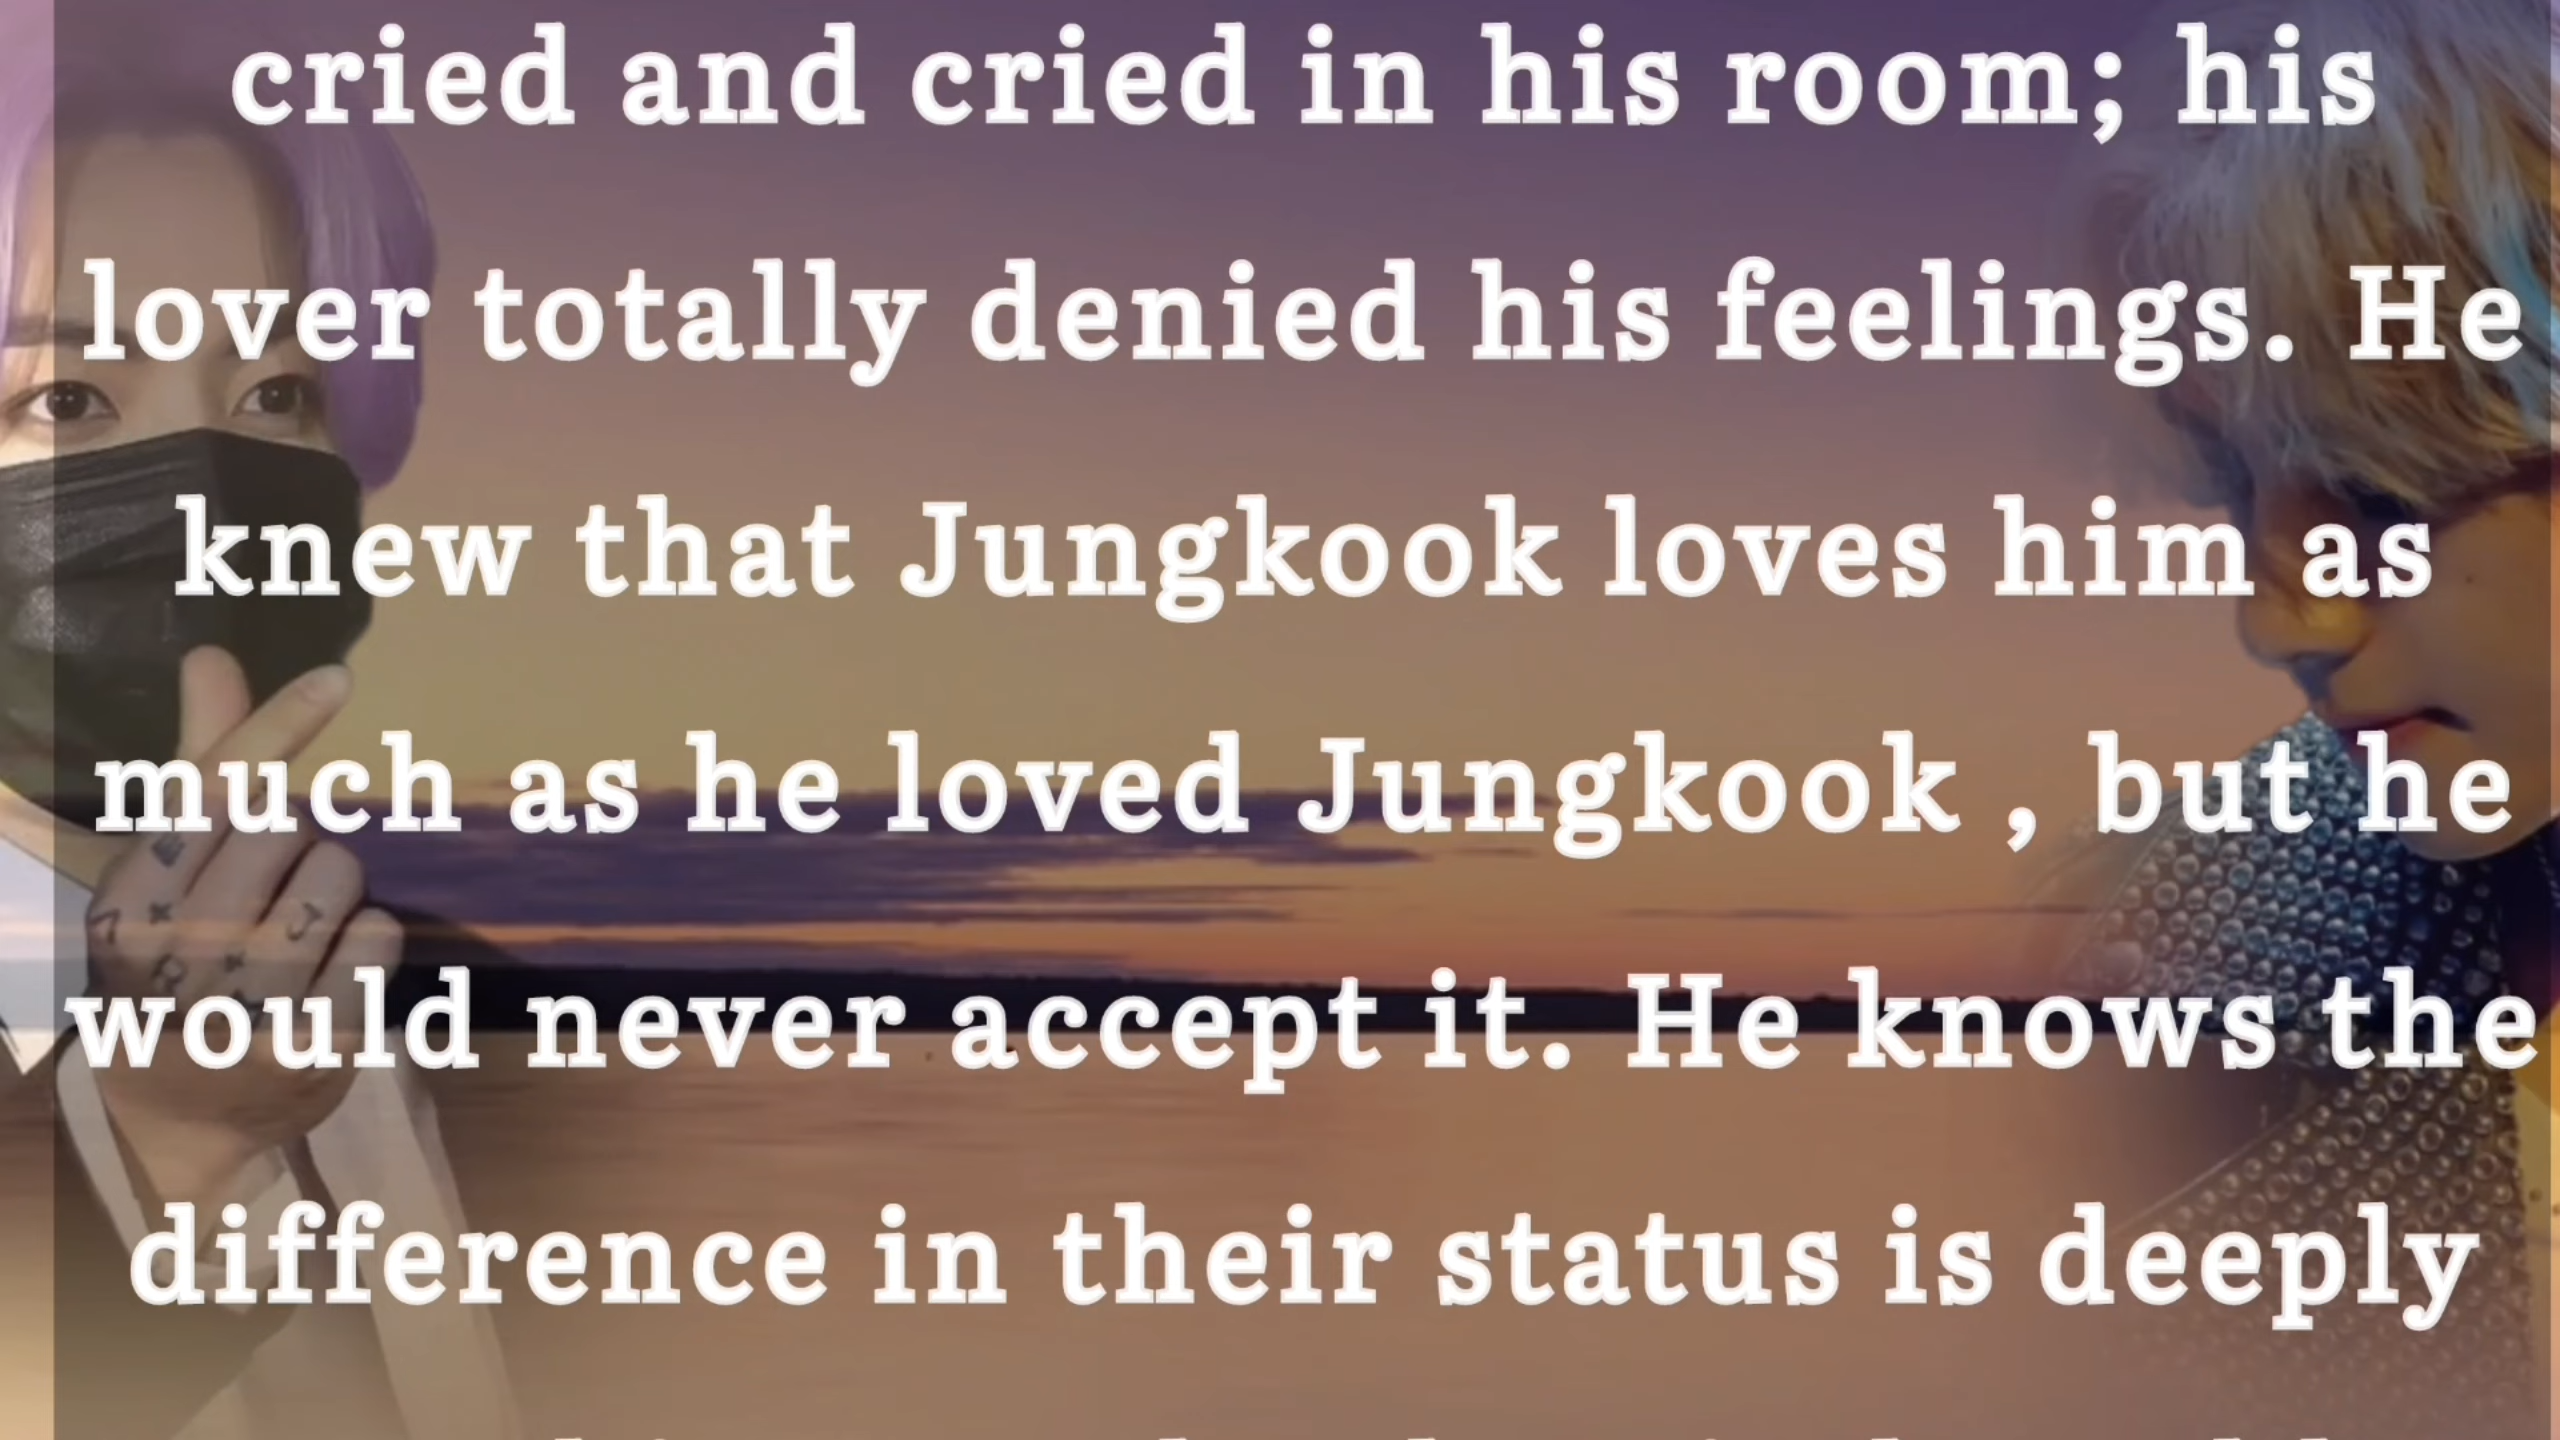 cried and cried in his room; his
lover totally denied his feelings. He
knew that Jungkook loves him as
much as he loved Jungkook , but he
would never accept it. He knows the
difference in their status is deeply